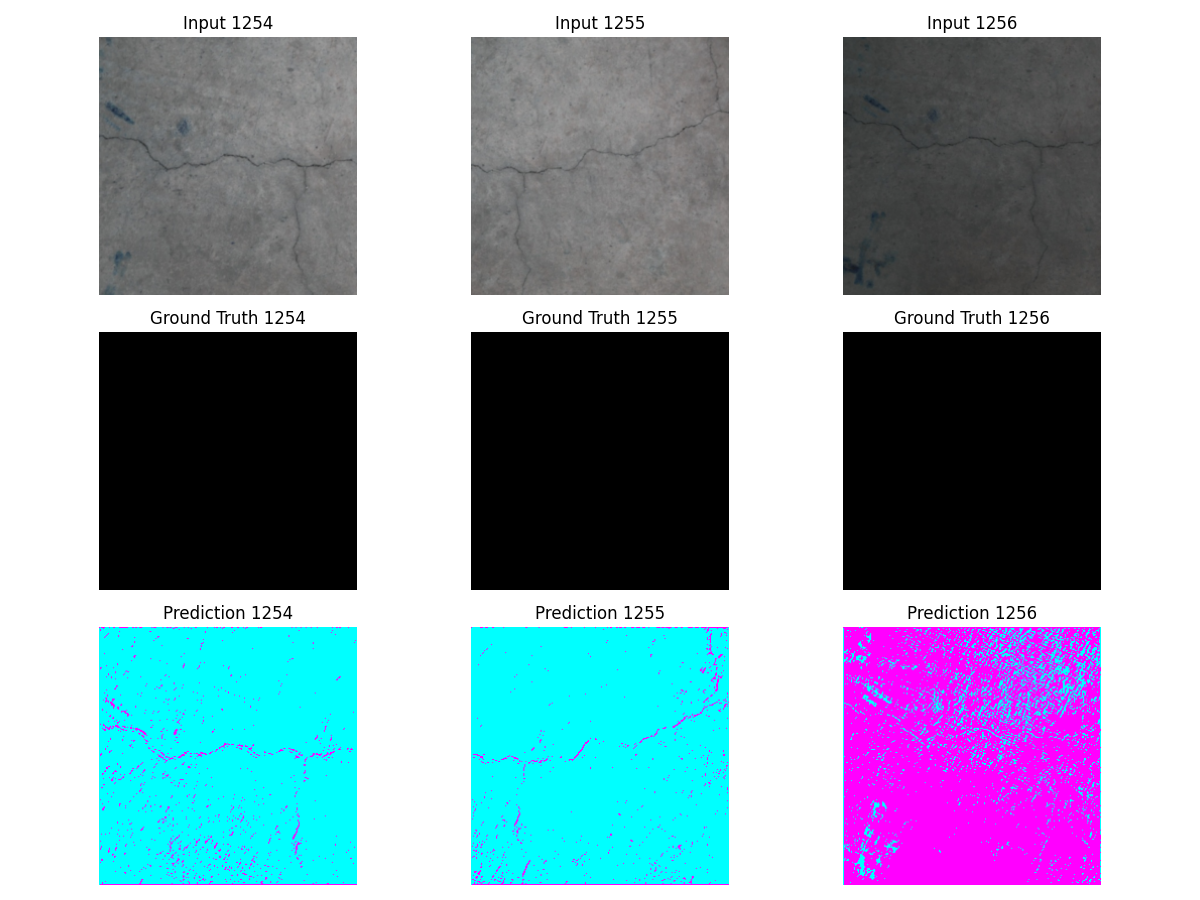 Input 1254
Input 1255
Input 1256
Ground Truth 1254
Ground Truth 1255
Ground Truth 1256
Prediction 1254
Prediction 1255
Prediction 1256